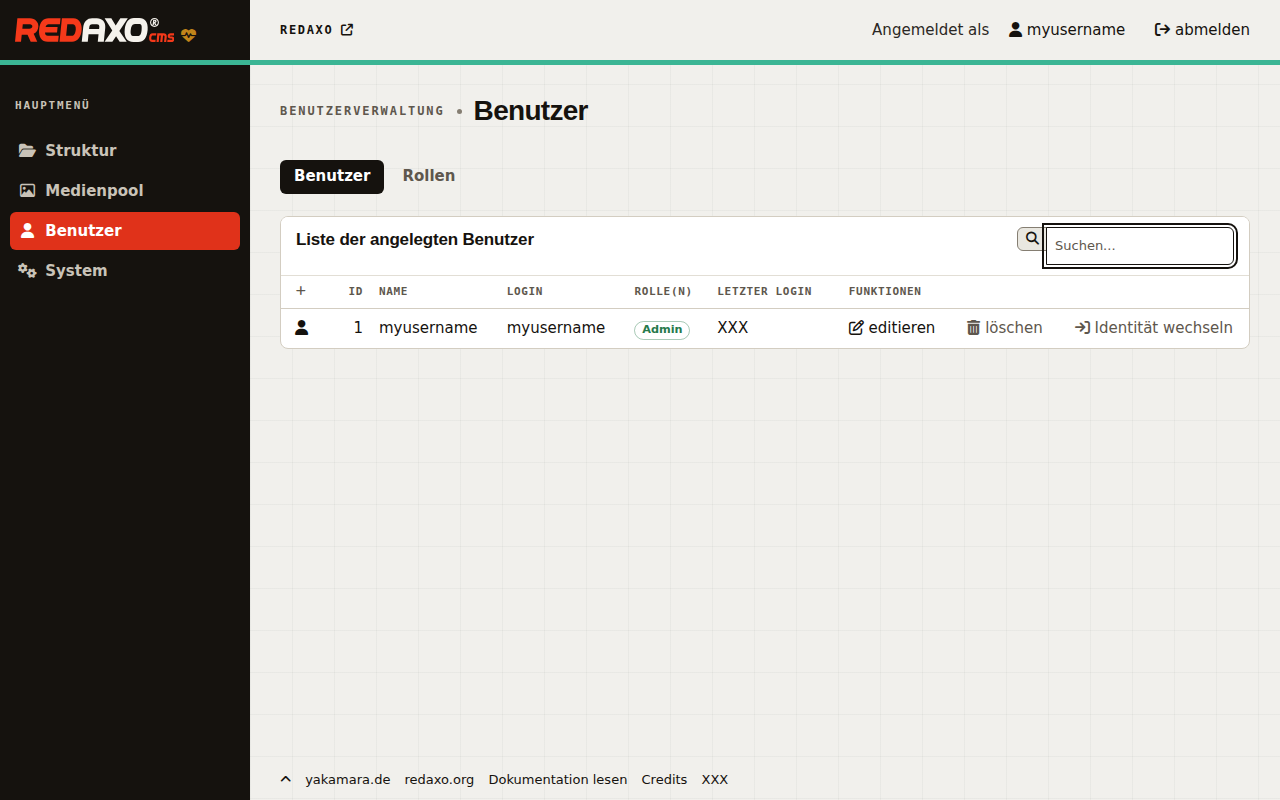 REDAXO® cms
REDAXO
Angemeldet als myusername abmelden
HAUPTMENÜ
Struktur
Medienpool
Benutzer
System
BENUTZERVERWALTUNG • Benutzer
Benutzer Rollen
Liste der angelegten Benutzer
Suchen...
+ ID NAME LOGIN ROLLE(N) LETZTER LOGIN FUNKTIONEN
1 myusername myusername Admin XXX editieren löschen Identität wechseln
yakamara.de redaxo.org Dokumentation lesen Credits XXX